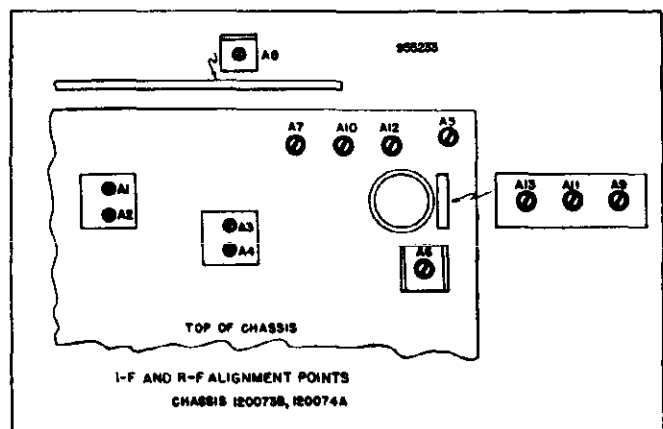 A8
955233
A7 A10 A12 A5
A1
A2
A3
A4
A13 A11 A9
A6
TOP OF CHASSIS
I-F AND R-F ALIGNMENT POINTS
CHASSIS 120073B, 120074A